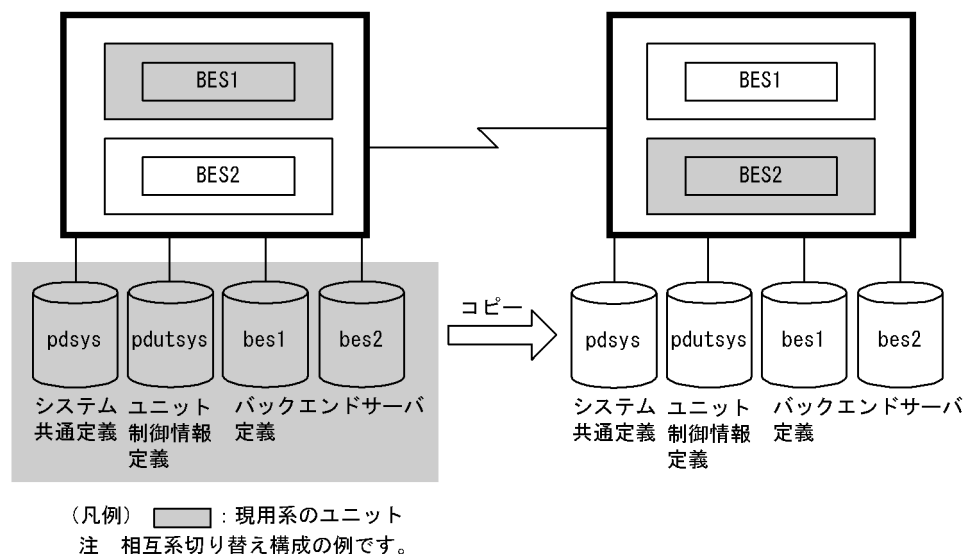 BES1
BES2
BES1
BES2
pdsys
pdutsys
bes1
bes2
コピー
pdsys
pdutsys
bes1
bes2
システム
共通定義
ユニット
制御情報
定義
バックエンドサーバ
定義
システム
共通定義
ユニット
制御情報
定義
バックエンドサーバ
定義
(凡例) :現用系のユニット
注 相互系切り替え構成の例です。